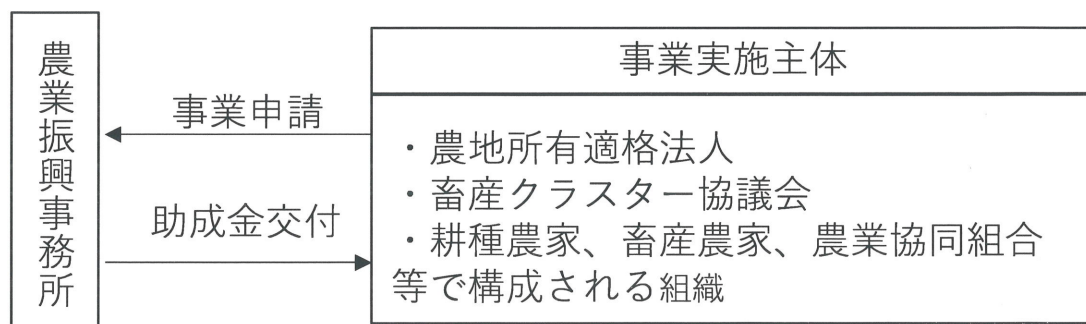 農業振興事務所
事業申請
助成金交付
事業実施主体
・農地所有適格法人
・畜産クラスター協議会
・耕種農家、畜産農家、農業協同組合
等で構成される組織